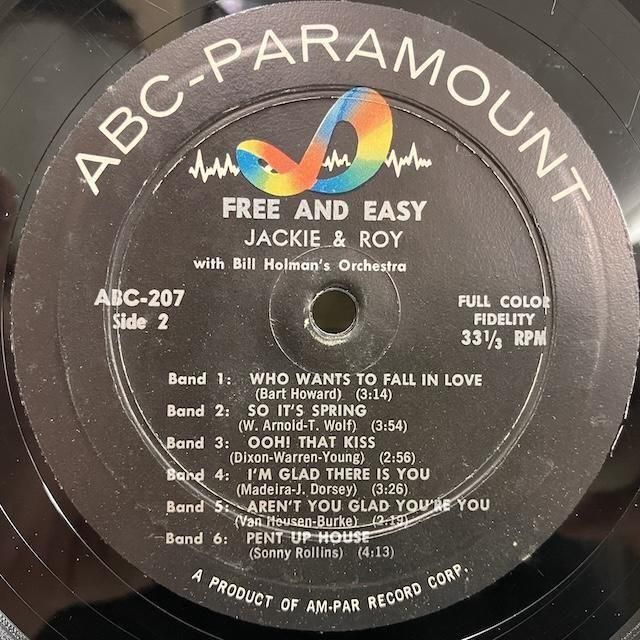 ABC-PARAMOUNT
FREE AND EASY
JACKIE & ROY
with Bill Holman's Orchestra
ABC-207
Side 2
FULL COLOR
FIDELITY
33 1/3 RPM
Band 1: WHO WANTS TO FALL IN LOVE
(Bart Howard) (3:14)
Band 2: SO IT'S SPRING
(W. Arnold-T. Wolf) (3:54)
Band 3: OOH! THAT KISS
(Dixon-Warren-Young) (2:56)
Band 4: I'M GLAD THERE IS YOU
(Madeira-J. Dorsey) (3:26)
Band 5: AREN'T YOU GLAD YOU'RE YOU
(Van Heusen-Burke) (2:19)
Band 6: PENT UP HOUSE
(Sonny Rollins) (4:13)
A PRODUCT OF AM-PAR RECORD CORP.